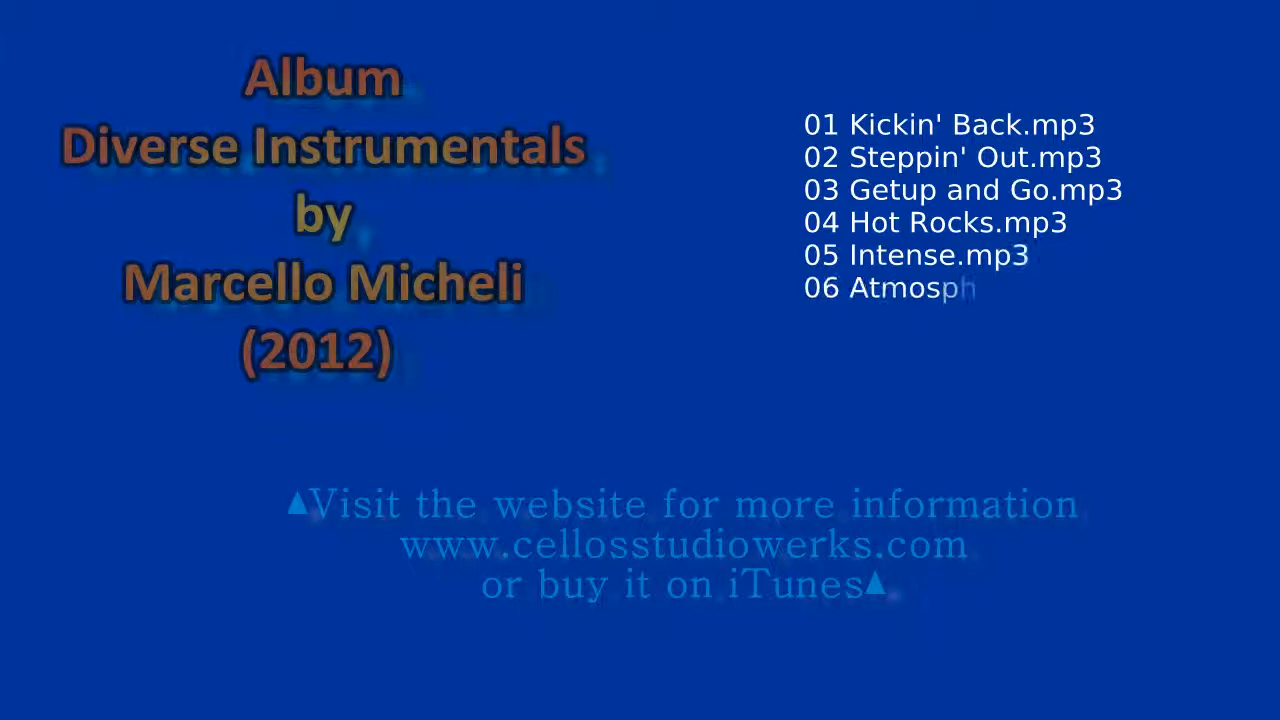 Album
Diverse Instrumentals
by
Marcello Micheli
(2012)
01 Kickin' Back.mp3
02 Steppin' Out.mp3
03 Getup and Go.mp3
04 Hot Rocks.mp3
05 Intense.mp3
06 Atmosph
▲Visit the website for more information
www.cellosstudiowerks.com
or buy it on iTunes▲